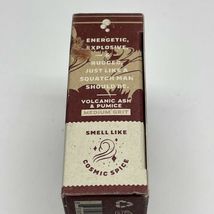 ENERGETIC,
EXPLOSIVE
RUGGED,
JUST LIKE A
SQUATCH MAN
SHOULD BE.
VOLCANIC ASH
& PUMICE
MEDIUM GRIT
SMELL LIKE
COSMIC SPICE